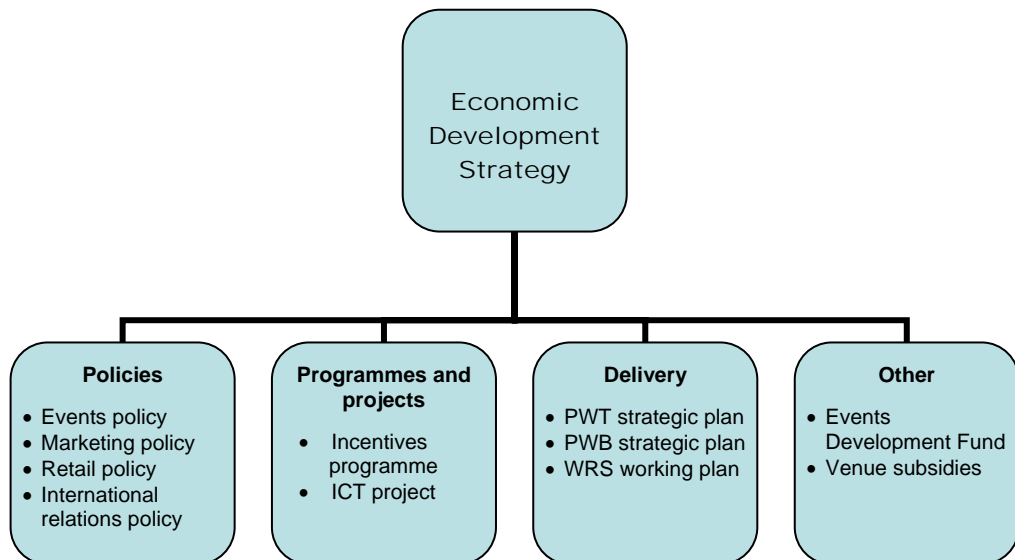 Economic
Development
Strategy
Policies
• Events policy
• Marketing policy
• Retail policy
• International
relations policy
Programmes and
projects
• Incentives
programme
• ICT project
Delivery
• PWT strategic plan
• PWB strategic plan
• WRS working plan
Other
• Events
Development Fund
• Venue subsidies